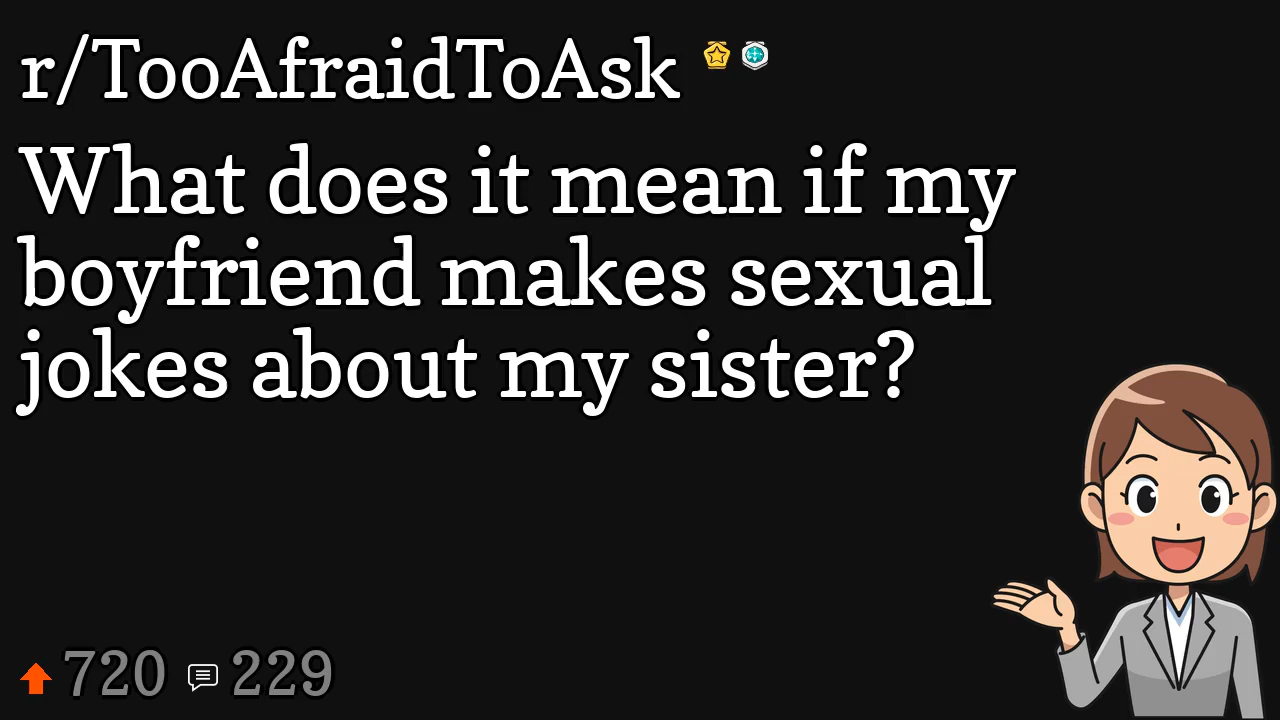 r/TooAfraidToAsk
What does it mean if my
boyfriend makes sexual
jokes about my sister?
720 229